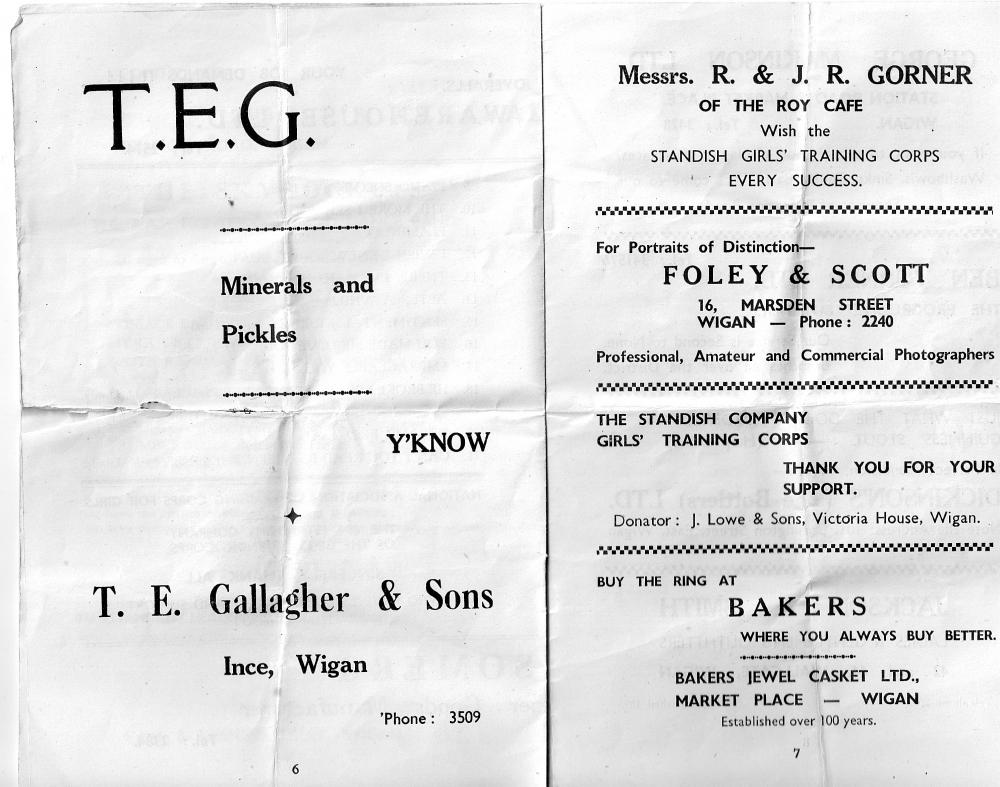 T.E.G.
Minerals and
Pickles
Y'KNOW
T. E. Gallagher & Sons
Ince, Wigan
'Phone : 3509
6
Messrs. R. & J. R. GORNER
OF THE ROY CAFE
Wish the
STANDISH GIRLS' TRAINING CORPS
EVERY SUCCESS.
For Portraits of Distinction—
FOLEY & SCOTT
16, MARSDEN STREET
WIGAN — Phone : 2240
Professional, Amateur and Commercial Photographers
THE STANDISH COMPANY
GIRLS' TRAINING CORPS
THANK YOU FOR YOUR
SUPPORT.
Donator : J. Lowe & Sons, Victoria House, Wigan.
BUY THE RING AT
BAKERS
WHERE YOU ALWAYS BUY BETTER.
BAKERS JEWEL CASKET LTD.,
MARKET PLACE — WIGAN
Established over 100 years.
7